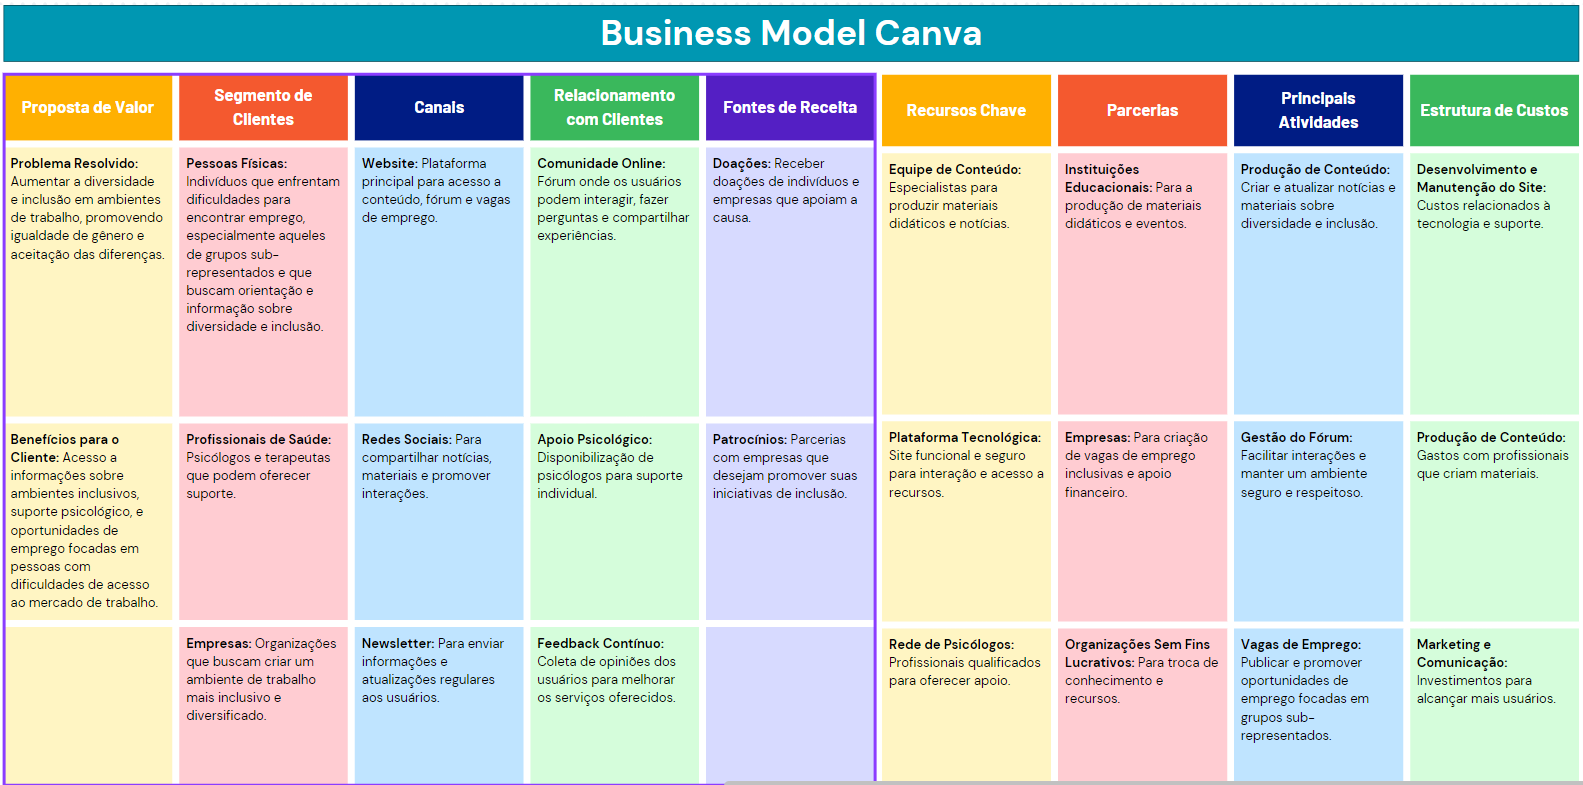 Business Model Canva
Proposta de Valor
Segmento de
Clientes
Canais
Relacionamento
com Clientes
Fontes de Receita
Recursos Chave
Parcerias
Principais
Atividades
Estrutura de Custos
Problema Resolvido:
Aumentar a diversidade
e inclusão em ambientes
de trabalho, promovendo
igualdade de gênero e
aceitação das diferenças.
Pessoas Físicas:
Indivíduos que enfrentam
dificuldades para
encontrar emprego,
especialmente aqueles
de grupos sub-
representados e que
buscam orientação e
informação sobre
diversidade e inclusão.
Website: Plataforma
principal para acesso a
conteúdo, fórum e vagas
de emprego.
Comunidade Online:
Fórum onde os usuários
podem interagir, fazer
perguntas e compartilhar
experiências.
Doações: Receber
doações de indivíduos e
empresas que apoiam a
causa.
Equipe de Conteúdo:
Especialistas para
produzir materiais
didáticos e notícias.
Instituições
Educacionais: Para a
produção de materiais
didáticos e eventos.
Produção de Conteúdo:
Criar e atualizar notícias e
materiais sobre
diversidade e inclusão.
Desenvolvimento e
Manutenção do Site:
Custos relacionados à
tecnologia e suporte.
Benefícios para o
Cliente: Acesso a
informações sobre
ambientes inclusivos,
suporte psicológico, e
oportunidades de
emprego focadas em
pessoas com
dificuldades de acesso
ao mercado de trabalho.
Profissionais de Saúde:
Psicólogos e terapeutas
que podem oferecer
suporte.
Redes Sociais: Para
compartilhar notícias,
materiais e promover
interações.
Apoio Psicológico:
Disponibilização de
psicólogos para suporte
individual.
Patrocínios: Parcerias
com empresas que
desejam promover suas
iniciativas de inclusão.
Plataforma Tecnológica:
Site funcional e seguro
para interação e acesso a
recursos.
Empresas: Para criação
de vagas de emprego
inclusivas e apoio
financeiro.
Gestão do Fórum:
Facilitar interações e
manter um ambiente
seguro e respeitoso.
Produção de Conteúdo:
Gastos com profissionais
que criam materiais.
Empresas: Organizações
que buscam criar um
ambiente de trabalho
mais inclusivo e
diversificado.
Newsletter: Para enviar
informações e
atualizações regulares
aos usuários.
Feedback Contínuo:
Coleta de opiniões dos
usuários para melhorar
os serviços oferecidos.
Rede de Psicólogos:
Profissionais qualificados
para oferecer apoio.
Organizações Sem Fins
Lucrativos: Para troca de
conhecimento e
recursos.
Vagas de Emprego:
Publicar e promover
oportunidades de
emprego focadas em
grupos sub-
representados.
Marketing e
Comunicação:
Investimentos para
alcançar mais usuários.